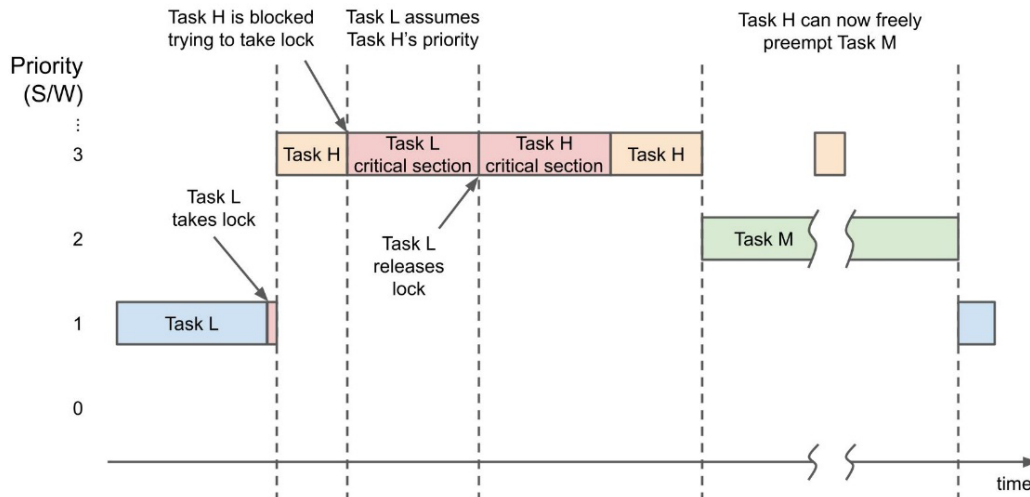 Task H is blocked
trying to take lock
Task L assumes
Task H's priority
Task H can now freely
preempt Task M
Priority
(S/W)
⋮
3
Task H
Task L
critical section
Task H
critical section
Task H
Task L
takes lock
2
Task M
Task L
releases
lock
1
Task L
0
time